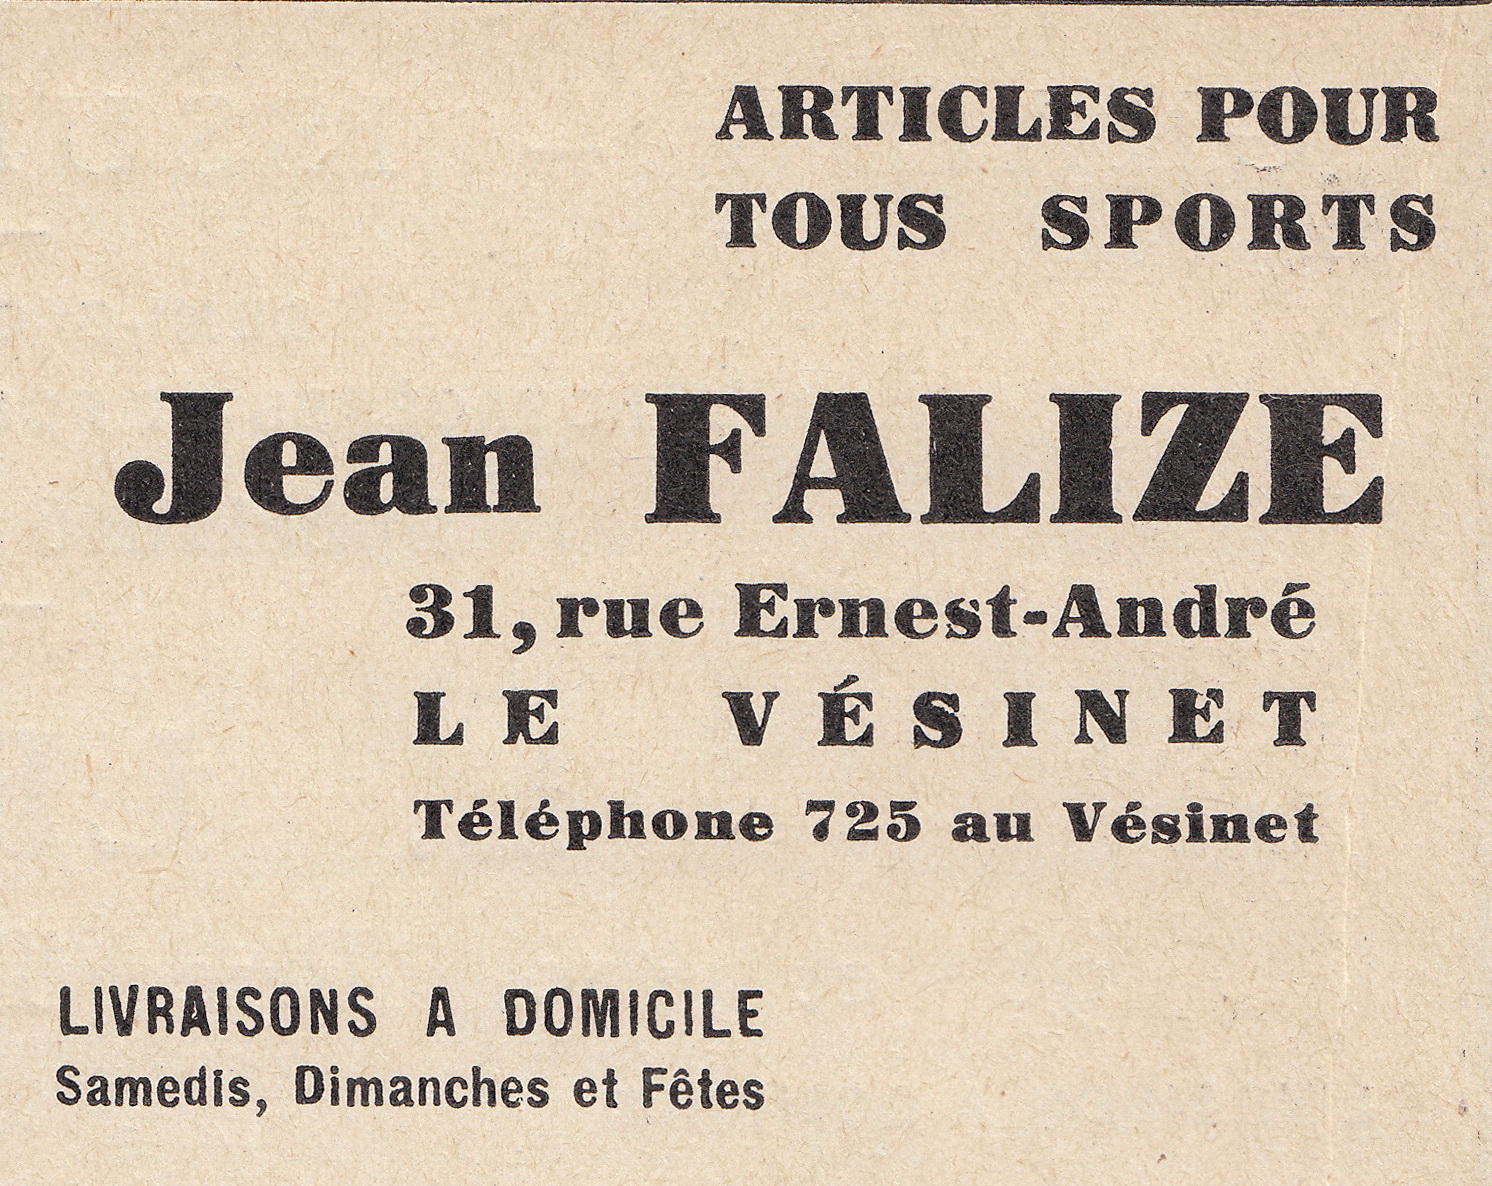 ARTICLES POUR
TOUS SPORTS
Jean FALIZE
31, rue Ernest-André
LE VÉSINET
Téléphone 725 au Vésinet
LIVRAISONS A DOMICILE
Samedis, Dimanches et Fêtes